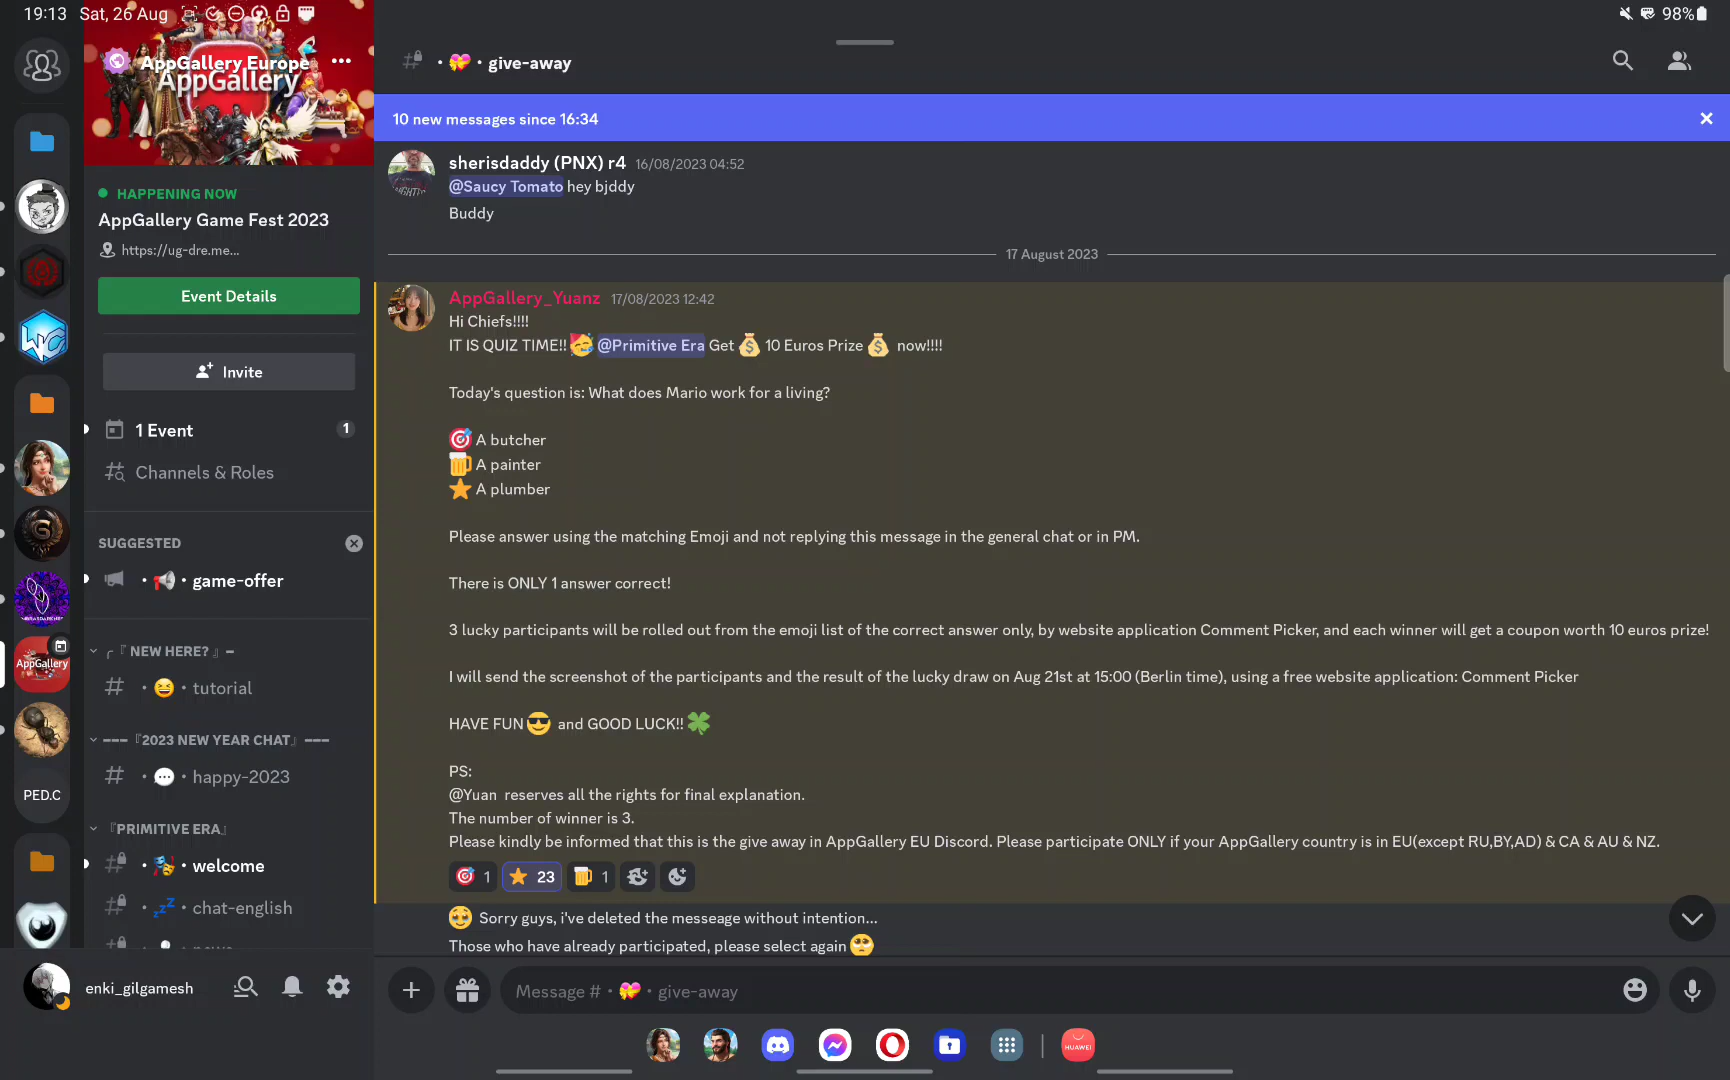 19:13 Sat, 26 Aug
98%
AppGallery Europe
AppGallery
HAPPENING NOW
AppGallery Game Fest 2023
https://ug-dre.me...
Event Details
Invite
1 Event
1
Channels & Roles
SUGGESTED
• 📢 • game-offer
╭『 NEW HERE? 』–
• 😆 • tutorial
---『2023 NEW YEAR CHAT』---
• 💬 • happy-2023
『PRIMITIVE ERA』
• 🎭 • welcome
• 💤 • chat-english
AppGallery
PED.C
enki_gilgamesh
• 💝 • give-away
10 new messages since 16:34
sherisdaddy (PNX) r4 16/08/2023 04:52
@Saucy Tomato hey bjddy
Buddy
17 August 2023
AppGallery_Yuanz 17/08/2023 12:42
Hi Chiefs!!!!
IT IS QUIZ TIME!!🥳 @Primitive Era Get 💰 10 Euros Prize 💰 now!!!!
Today's question is: What does Mario work for a living?
🎯 A butcher
🍺 A painter
⭐ A plumber
Please answer using the matching Emoji and not replying this message in the general chat or in PM.
There is ONLY 1 answer correct!
3 lucky participants will be rolled out from the emoji list of the correct answer only, by website application Comment Picker, and each winner will get a coupon worth 10 euros prize!
I will send the screenshot of the participants and the result of the lucky draw on Aug 21st at 15:00 (Berlin time), using a free website application: Comment Picker
HAVE FUN😎 and GOOD LUCK!!🍀
PS:
@Yuan reserves all the rights for final explanation.
The number of winner is 3.
Please kindly be informed that this is the give away in AppGallery EU Discord. Please participate ONLY if your AppGallery country is in EU(except RU,BY,AD) & CA & AU & NZ.
🎯 1 ⭐ 23 🍺 1
🥹 Sorry guys, i've deleted the messeage without intention...
Those who have already participated, please select again🥺
Message # • 💝 • give-away
HUAWEI